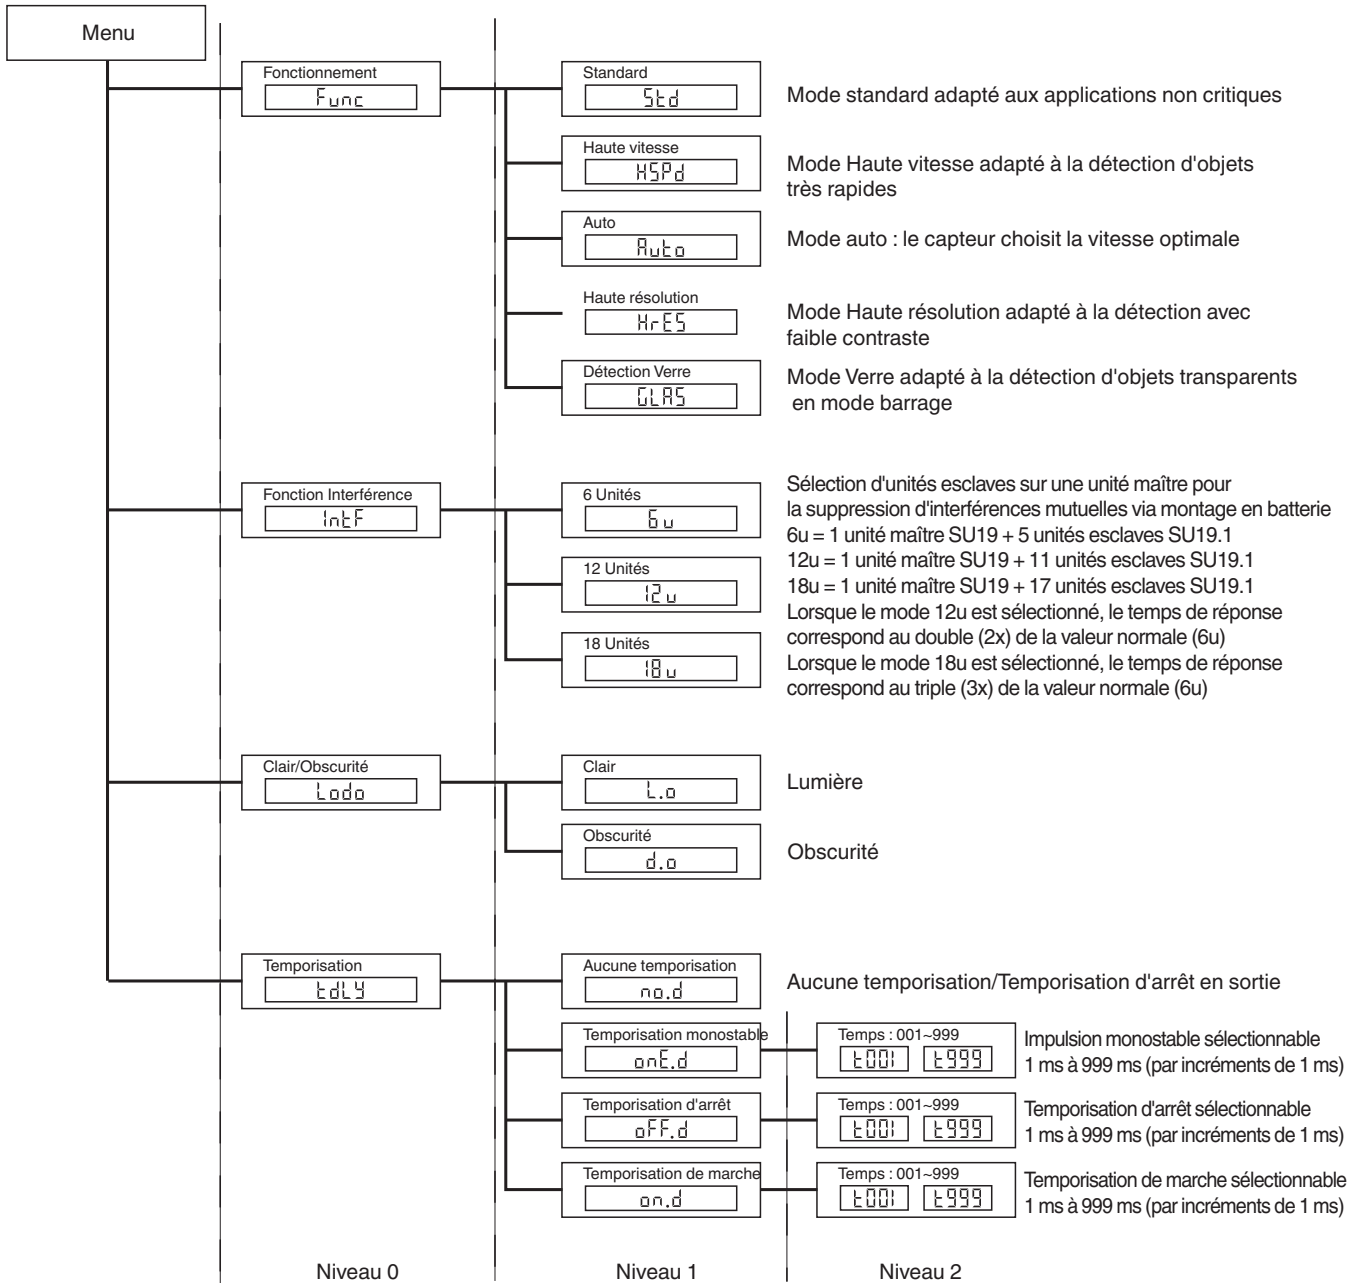 Menu
Fonctionnement
Func
Standard
Std
Mode standard adapté aux applications non critiques
Haute vitesse
HSPd
Mode Haute vitesse adapté à la détection d'objets
très rapides
Auto
Auto
Mode auto : le capteur choisit la vitesse optimale
Haute résolution
HrES
Mode Haute résolution adapté à la détection avec
faible contraste
Détection Verre
GLAS
Mode Verre adapté à la détection d'objets transparents
en mode barrage
Fonction Interférence
IntF
6 Unités
6u
12 Unités
12u
18 Unités
18u
Sélection d'unités esclaves sur une unité maître pour
la suppression d'interférences mutuelles via montage en batterie
6u = 1 unité maître SU19 + 5 unités esclaves SU19.1
12u = 1 unité maître SU19 + 11 unités esclaves SU19.1
18u = 1 unité maître SU19 + 17 unités esclaves SU19.1
Lorsque le mode 12u est sélectionné, le temps de réponse
correspond au double (2x) de la valeur normale (6u)
Lorsque le mode 18u est sélectionné, le temps de réponse
correspond au triple (3x) de la valeur normale (6u)
Clair/Obscurité
Lodo
Clair
L.o
Lumière
Obscurité
d.o
Obscurité
Temporisation
tdLY
Aucune temporisation
no.d
Aucune temporisation/Temporisation d'arrêt en sortie
Temporisation monostable
onE.d
Temps : 001~999
t001 t999
Impulsion monostable sélectionnable
1 ms à 999 ms (par incréments de 1 ms)
Temporisation d'arrêt
oFF.d
Temps : 001~999
t001 t999
Temporisation d'arrêt sélectionnable
1 ms à 999 ms (par incréments de 1 ms)
Temporisation de marche
on.d
Temps : 001~999
t001 t999
Temporisation de marche sélectionnable
1 ms à 999 ms (par incréments de 1 ms)
Niveau 0
Niveau 1
Niveau 2